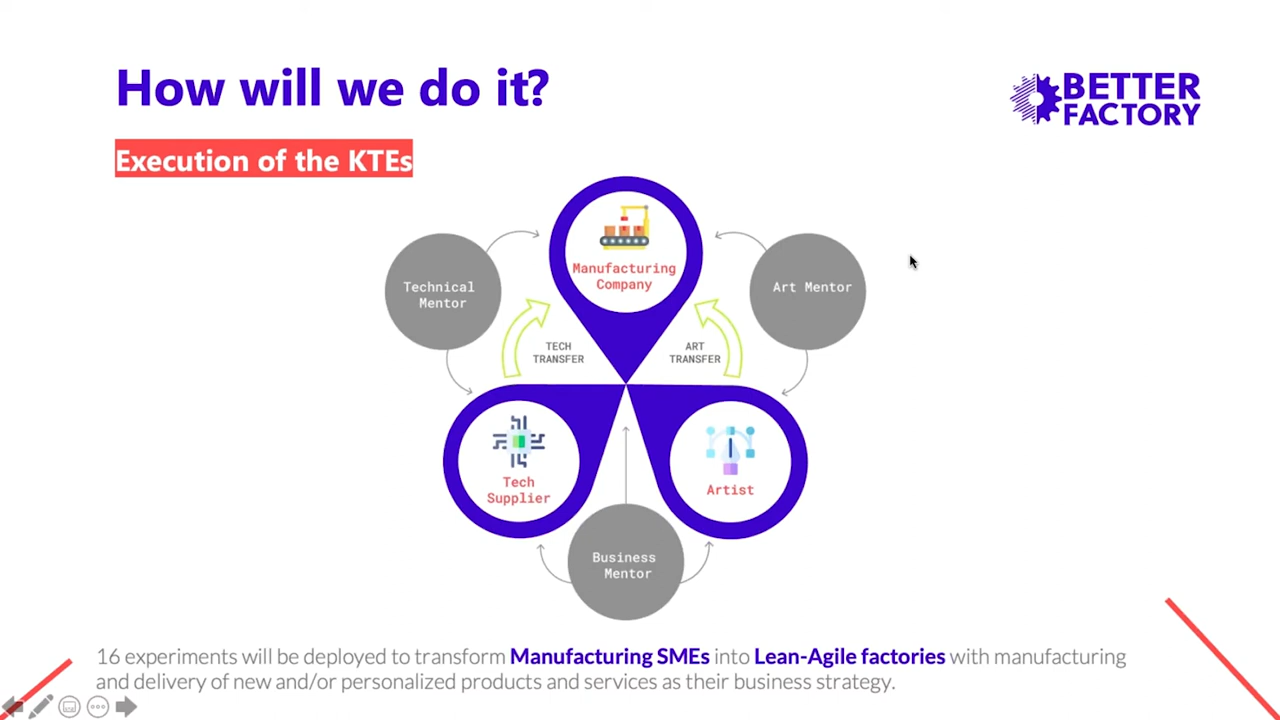 How will we do it?
BETTER
FACTORY
Execution of the KTEs
Manufacturing
Company
Technical
Mentor
Art Mentor
TECH
TRANSFER
ART
TRANSFER
Tech
Supplier
Artist
Business
Mentor
16 experiments will be deployed to transform Manufacturing SMEs into Lean-Agile factories with manufacturing
and delivery of new and/or personalized products and services as their business strategy.